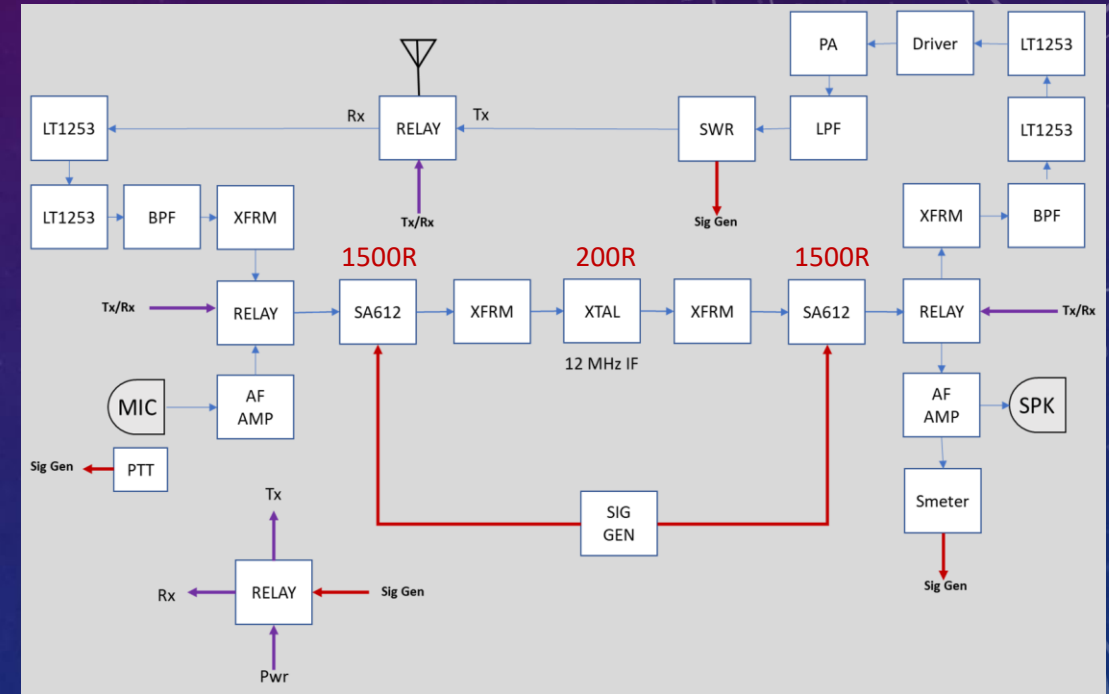 PA
Driver
LT1253
LT1253
Rx
RELAY
Tx
SWR
LPF
LT1253
LT1253
BPF
XFRM
Tx/Rx
Sig Gen
XFRM
BPF
1500R
200R
1500R
Tx/Rx
RELAY
SA612
XFRM
XTAL
XFRM
SA612
RELAY
Tx/Rx
12 MHz IF
MIC
AF
AMP
AF
AMP
SPK
Sig Gen
PTT
Tx
SIG
GEN
Smeter
Rx
RELAY
Sig Gen
Sig Gen
Pwr